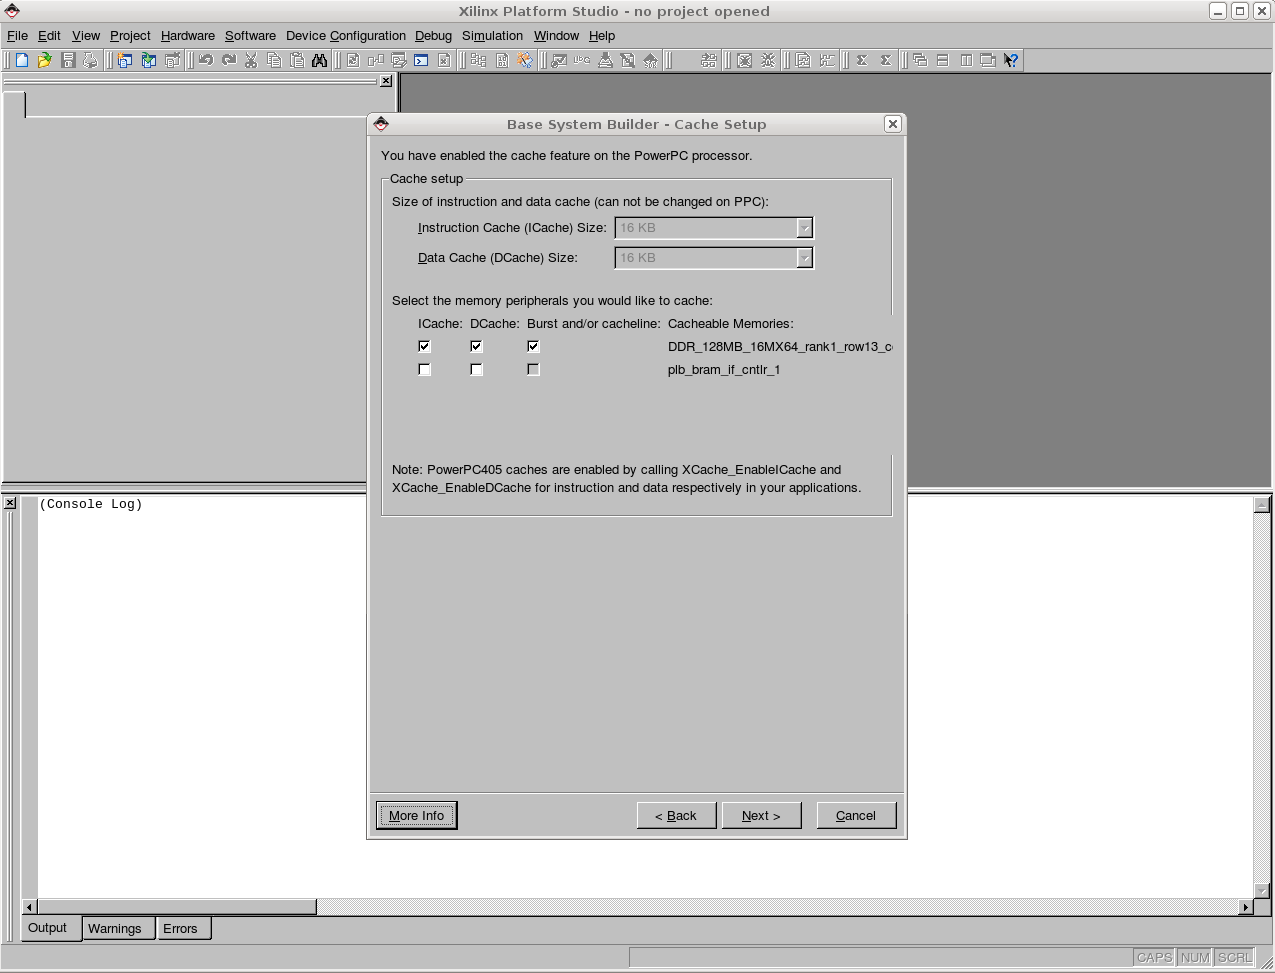 Xilinx Platform Studio - no project opened
File Edit View Project Hardware Software Device Configuration Debug Simulation Window Help
Base System Builder - Cache Setup
You have enabled the cache feature on the PowerPC processor.
Cache setup
Size of instruction and data cache (can not be changed on PPC):
Instruction Cache (ICache) Size: 16 KB
Data Cache (DCache) Size: 16 KB
Select the memory peripherals you would like to cache:
ICache: DCache: Burst and/or cacheline: Cacheable Memories:
DDR_128MB_16MX64_rank1_row13_c
plb_bram_if_cntlr_1
Note: PowerPC405 caches are enabled by calling XCache_EnableICache and
XCache_EnableDCache for instruction and data respectively in your applications.
More Info < Back Next > Cancel
(Console Log)
Output Warnings Errors
CAPS NUM SCRL